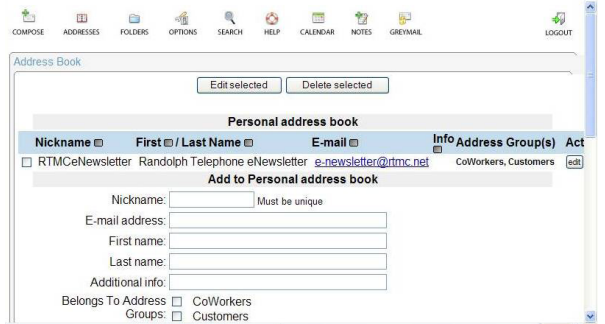 COMPOSE ADDRESSES FOLDERS OPTIONS SEARCH HELP CALENDAR NOTES GREYMAIL LOGOUT
Address Book
Edit selected Delete selected
Personal address book
Nickname First / Last Name E-mail Info Address Group(s) Act
RTMCeNewsletter Randolph Telephone eNewsletter e-newsletter@rtmc.net CoWorkers, Customers edit
Add to Personal address book
Nickname: Must be unique
E-mail address:
First name:
Last name:
Additional info:
Belongs To Address CoWorkers
Groups: Customers